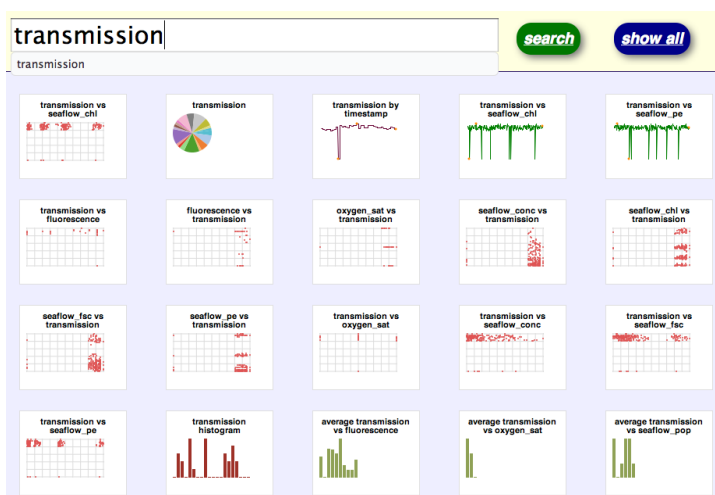 transmission
search
show all
transmission
transmission vs
seaflow_chl
transmission
transmission by
timestamp
transmission vs
seaflow_chl
transmission vs
seaflow_pe
transmission vs
fluorescence
fluorescence vs
transmission
oxygen_sat vs
transmission
seaflow_conc vs
transmission
seaflow_chl vs
transmission
seaflow_fsc vs
transmission
seaflow_pe vs
transmission
transmission vs
oxygen_sat
transmission vs
seaflow_conc
transmission vs
seaflow_fsc
transmission vs
seaflow_pe
transmission
histogram
average transmission
vs fluorescence
average transmission
vs oxygen_sat
average transmission
vs seaflow_pop